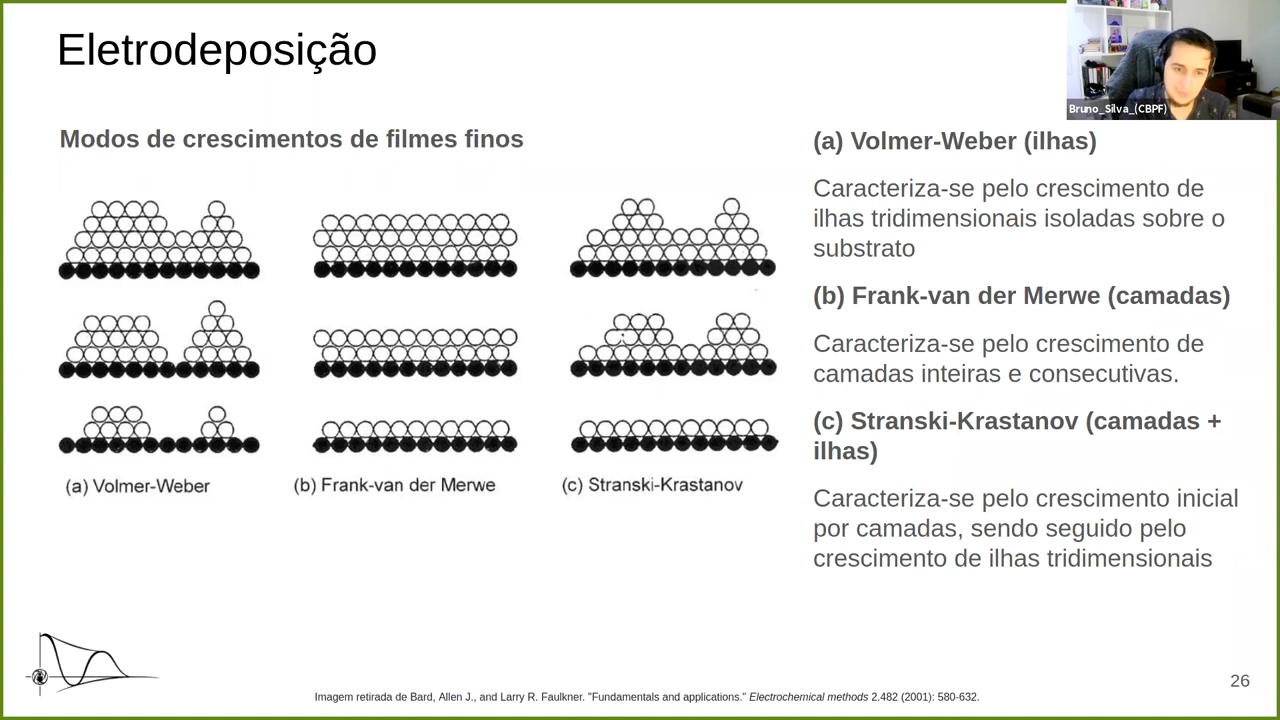 Eletrodeposição
Bruno_Silva_(CBPF)
Modos de crescimentos de filmes finos
(a) Volmer-Weber
(b) Frank-van der Merwe
(c) Stranski-Krastanov
(a) Volmer-Weber (ilhas)
Caracteriza-se pelo crescimento de
ilhas tridimensionais isoladas sobre o
substrato
(b) Frank-van der Merwe (camadas)
Caracteriza-se pelo crescimento de
camadas inteiras e consecutivas.
(c) Stranski-Krastanov (camadas +
ilhas)
Caracteriza-se pelo crescimento inicial
por camadas, sendo seguido pelo
crescimento de ilhas tridimensionais
Imagem retirada de Bard, Allen J., and Larry R. Faulkner. "Fundamentals and applications." Electrochemical methods 2.482 (2001): 580-632.
26